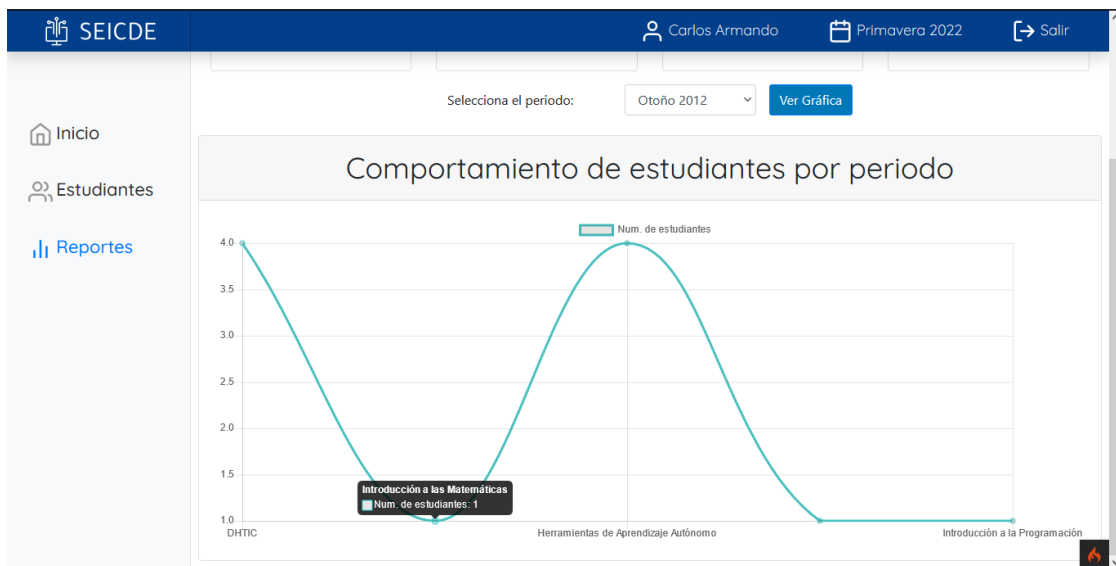 SEICDE
Carlos Armando
Primavera 2022
Salir
Inicio
Estudiantes
Reportes
Selecciona el periodo:
Otoño 2012
Ver Gráfica
Comportamiento de estudiantes por periodo
Num. de estudiantes
4.0
3.5
3.0
2.5
2.0
1.5
1.0
Introducción a las Matemáticas
Num. de estudiantes: 1
DHTIC
Herramientas de Aprendizaje Autónomo
Introducción a la Programación